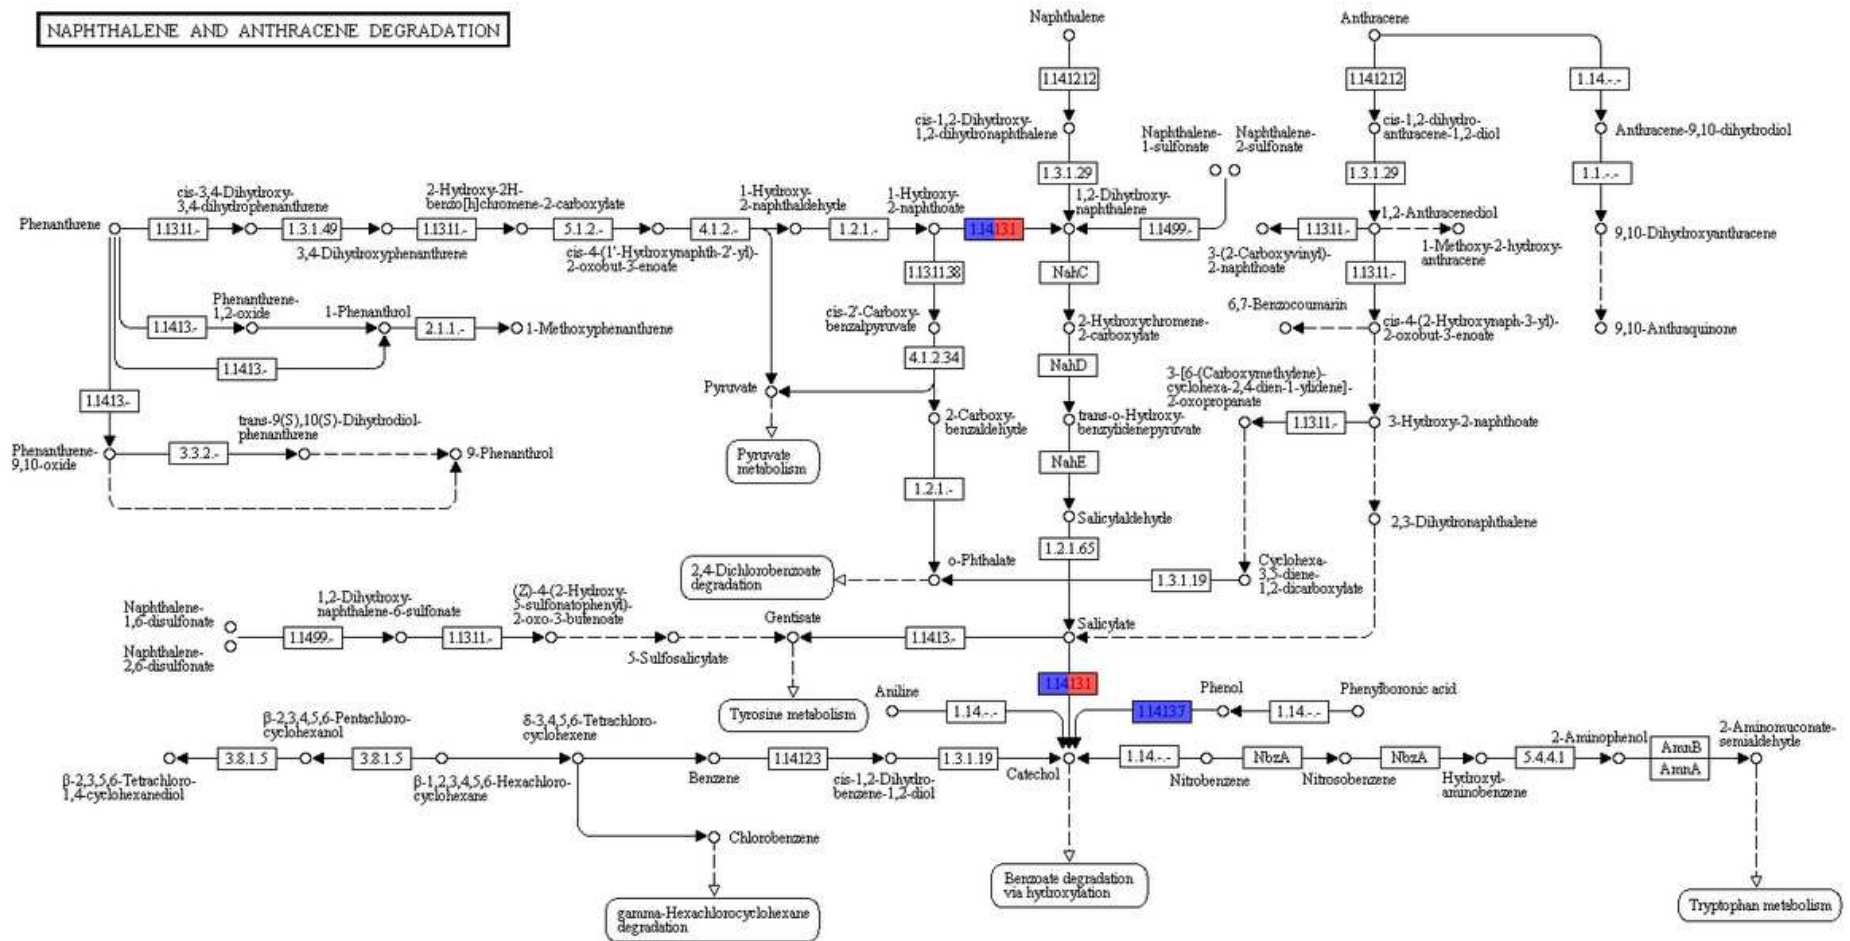 NAPHTHALENE AND ANTHRACENE DEGRADATION
Naphthalene
Anthracene
1.14.12.12
1.14.12.12
1.14.-.-
cis-1,2-Dihydroxy-
1,2-dihydronaphthalene
Naphthalene-
1-sulfonate
Naphthalene-
2-sulfonate
cis-1,2-dihydro-
anthracene-1,2-diol
Anthracene-9,10-dihydrodiol
1.3.1.29
1.3.1.29
1.1.-.-
cis-3,4-Dihydroxy-
3,4-dihydrophenanthrene
2-Hydroxy-2H-
benzo[h]chromene-2-carboxylate
1-Hydroxy-
2-naphthaldehyde
1-Hydroxy-
2-naphthoate
1,2-Dihydroxy-
naphthalene
1,2-Anthracenediol
Phenanthrene
1.13.11.-
1.3.1.49
1.13.11.-
5.1.2.-
4.1.2.-
1.2.1.-
1.14.13.1
1.14.99.-
1.13.11.-
9,10-Dihydroxyanthracene
3,4-Dihydroxyphenanthrene
cis-4-(1'-Hydroxynaphth-2'-yl)-
2-oxobut-3-enoate
3-(2-Carboxyvinyl)-
2-naphthoate
1-Methoxy-2-hydroxy-
anthracene
1.13.11.38
NahC
1.13.11.-
Phenanthrene-
1,2-oxide
1-Phenanthrol
cis-2'-Carboxy-
benzalpyruvate
6,7-Benzocoumarin
1.14.13.-
2.1.1.-
1-Methoxyphenanthrene
2-Hydroxychromene-
2-carboxylate
cis-4-(2-Hydroxynaph-3-yl)-
2-oxobut-3-enoate
9,10-Anthraquinone
1.14.13.-
4.1.2.34
NahD
3-[6-(Carboxymethylene)-
cyclohexa-2,4-dien-1-ylidene]-
2-oxopropanate
1.14.13.-
Pyruvate
trans-9(S),10(S)-Dihydrodiol-
phenanthrene
2-Carboxy-
benzaldehyde
trans-o-Hydroxy-
benzylidenepyruvate
1.13.11.-
3-Hydroxy-2-naphthoate
Phenanthrene-
9,10-oxide
3.3.2.-
9-Phenanthrol
Pyruvate
metabolism
NahE
1.2.1.-
Salicylaldehyde
2,3-Dihydronaphthalene
1.2.1.65
2,4-Dichlorobenzoate
degradation
o-Phthalate
1.3.1.19
Cyclohexa-
3,5-diene-
1,2-dicarboxylate
Naphthalene-
1,6-disulfonate
1,2-Dihydroxy-
naphthalene-6-sulfonate
(Z)-4-(2-Hydroxy-
5-sulfonatophenyl)-
2-oxo-3-butenoate
Gentisate
Salicylate
1.14.99.-
1.13.11.-
1.14.13.-
Naphthalene-
2,6-disulfonate
5-Sulfosalicylate
1.14.13.1
Aniline
Phenol
Phenylboronic acid
Tyrosine metabolism
1.14.-.-
1.14.13.7
1.14.-.-
β-2,3,4,5,6-Pentachloro-
cyclohexanol
δ-3,4,5,6-Tetrachloro-
cyclohexene
2-Aminophenol
2-Aminomuconate-
semialdehyde
3.8.1.5
3.8.1.5
1.14.12.3
1.3.1.19
1.14.-.-
NbzA
NbzA
5.4.4.1
AmnB
AmnA
β-2,3,5,6-Tetrachloro-
1,4-cyclohexanediol
β-1,2,3,4,5,6-Hexachloro-
cyclohexane
Benzene
cis-1,2-Dihydro-
benzene-1,2-diol
Catechol
Nitrobenzene
Nitrosobenzene
Hydroxyl-
aminobenzene
Chlorobenzene
Benzoate degradation
via hydroxylation
gamma-Hexachlorocyclohexane
degradation
Tryptophan metabolism